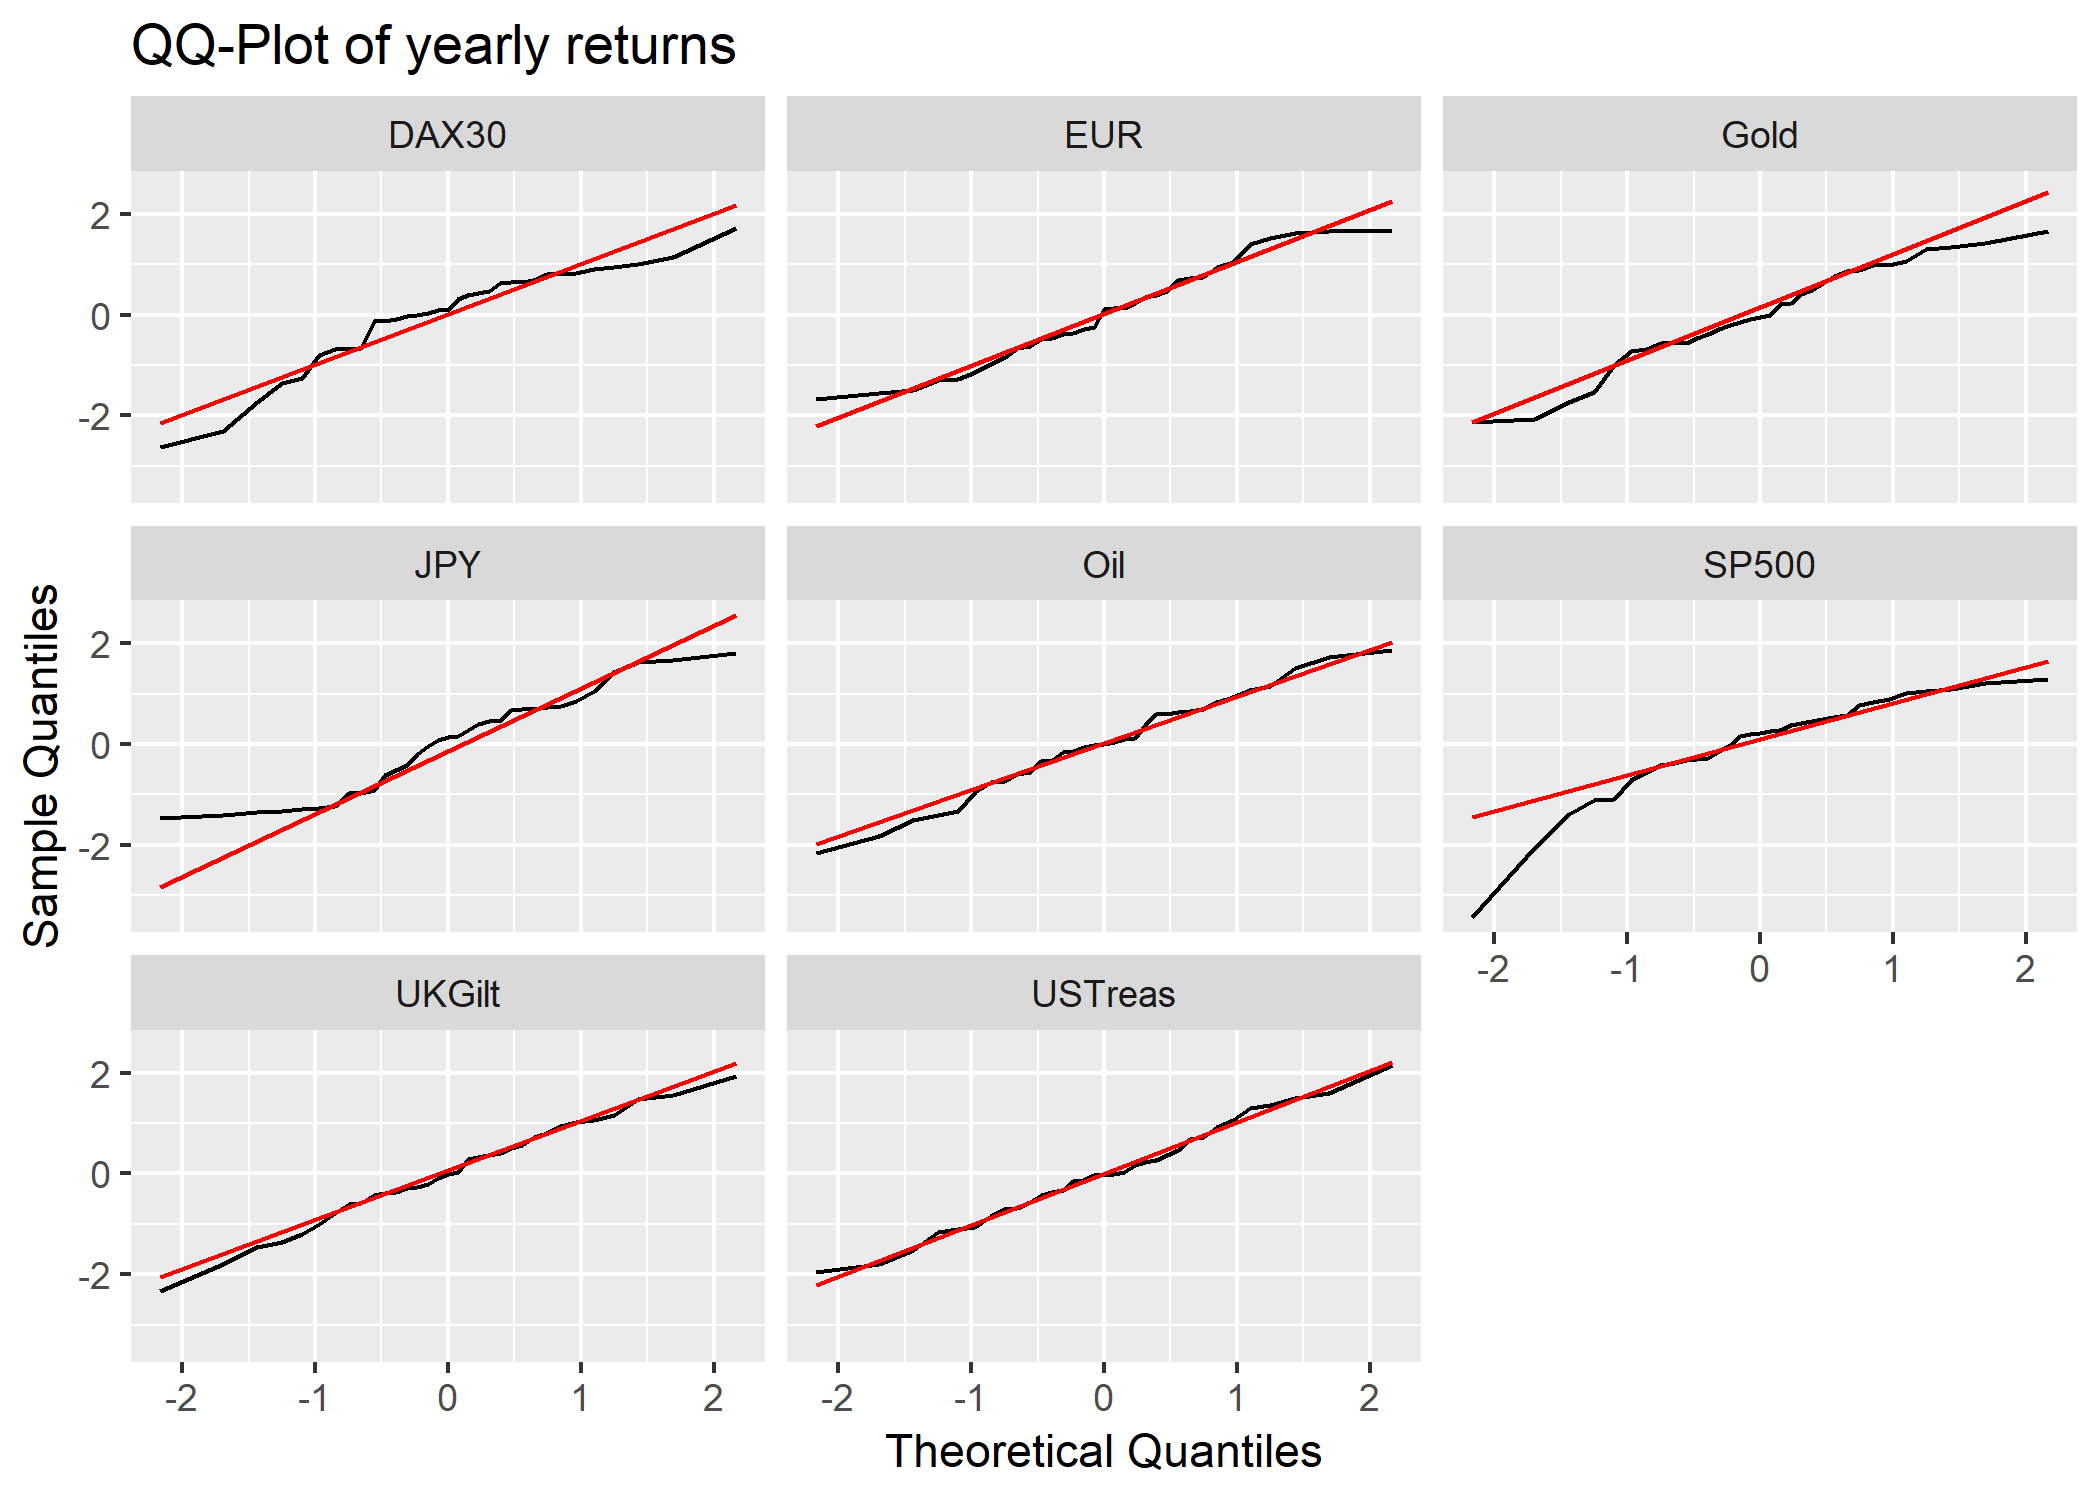 QQ-Plot of yearly returns
DAX30
EUR
Gold
2
0
-2
JPY
Oil
SP500
2
0
-2
-2 -1 0 1 2
UKGilt
USTreas
2
0
-2
-2 -1 0 1 2
-2 -1 0 1 2
Sample Quantiles
Theoretical Quantiles